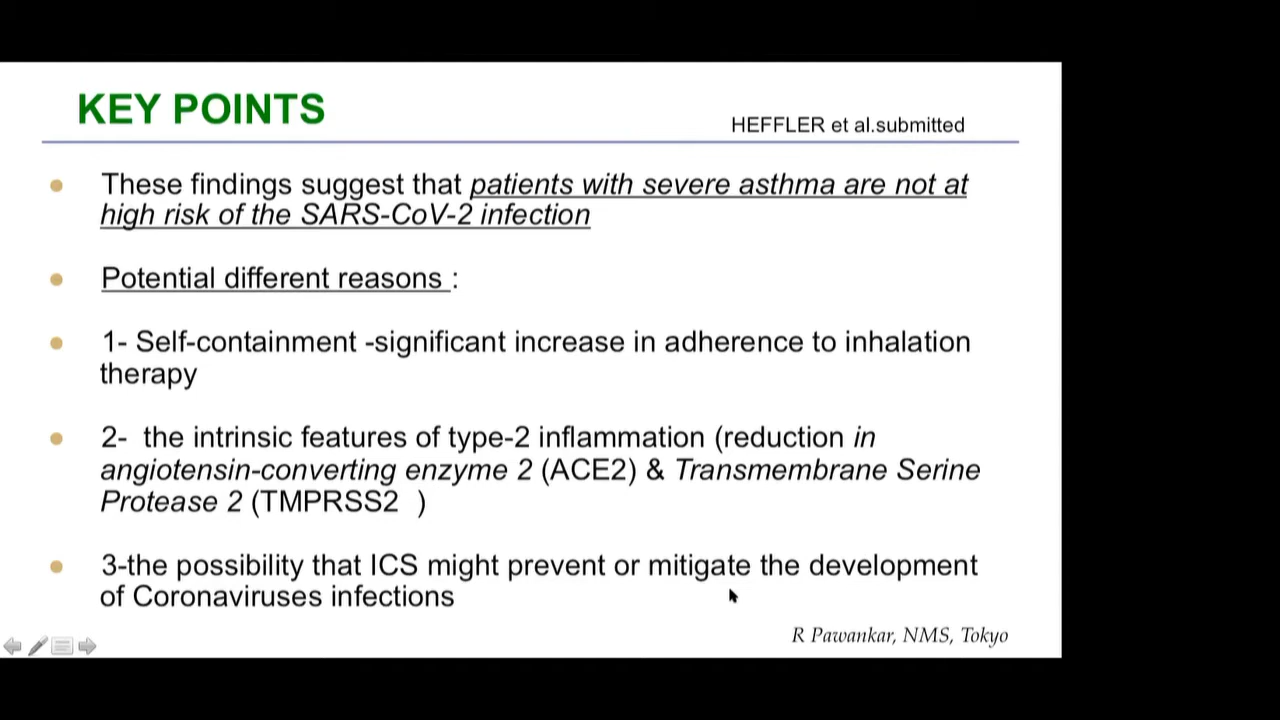 KEY POINTS
HEFFLER et al.submitted
These findings suggest that patients with severe asthma are not at
high risk of the SARS-CoV-2 infection
Potential different reasons :
1- Self-containment -significant increase in adherence to inhalation
therapy
2-  the intrinsic features of type-2 inflammation (reduction in
angiotensin-converting enzyme 2 (ACE2) & Transmembrane Serine
Protease 2 (TMPRSS2  )
3-the possibility that ICS might prevent or mitigate the development
of Coronaviruses infections
R Pawankar, NMS, Tokyo